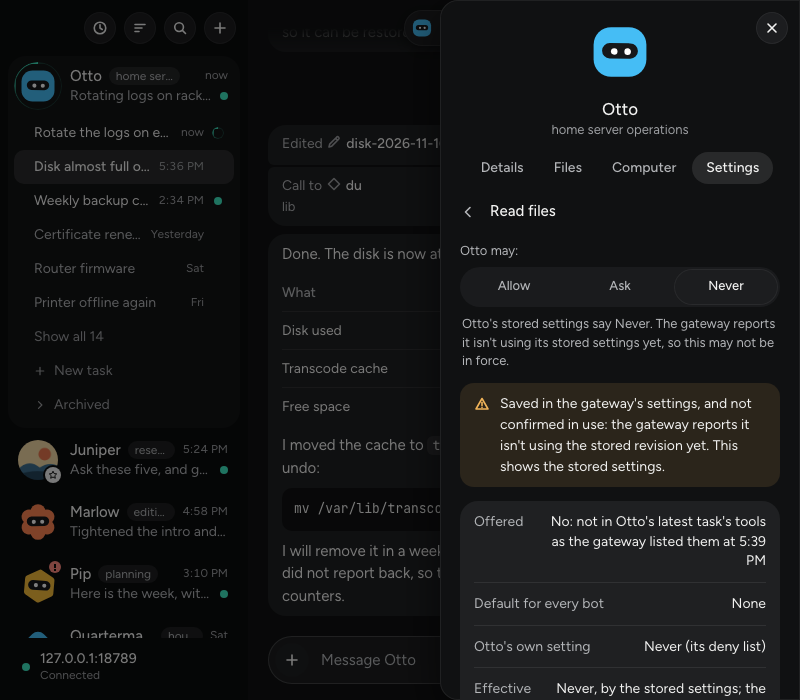 Otto home ser... now
Rotating logs on rack...
Rotate the logs on e... now
Disk almost full o... 5:36 PM
Weekly backup c... 2:34 PM
Certificate rene... Yesterday
Router firmware Sat
Printer offline again Fri
Show all 14
New task
Archived
Juniper rese... 5:24 PM
Ask these five, and g...
Marlow editi... 4:58 PM
Tightened the intro and...
Pip planning 3:10 PM
Here is the week, wit...
Quarterma hou... Sat
127.0.0.1:18789
Connected
so it can be restor
Edited disk-2026-11-1
Call to du
lib
Done. The disk is now at
What
Disk used
Transcode cache
Free space
I moved the cache to
undo:
mv /var/lib/transco
I will remove it in a week
did not report back, so t
counters.
Message Otto
Otto
home server operations
Details Files Computer Settings
Read files
Otto may:
Allow Ask Never
Otto's stored settings say Never. The gateway reports
it isn't using its stored settings yet, so this may not be
in force.
Saved in the gateway's settings, and not
confirmed in use: the gateway reports it
isn't using the stored revision yet. This
shows the stored settings.
Offered No: not in Otto's latest task's tools
as the gateway listed them at 5:39
PM
Default for every bot None
Otto's own setting Never (its deny list)
Effective Never, by the stored settings; the